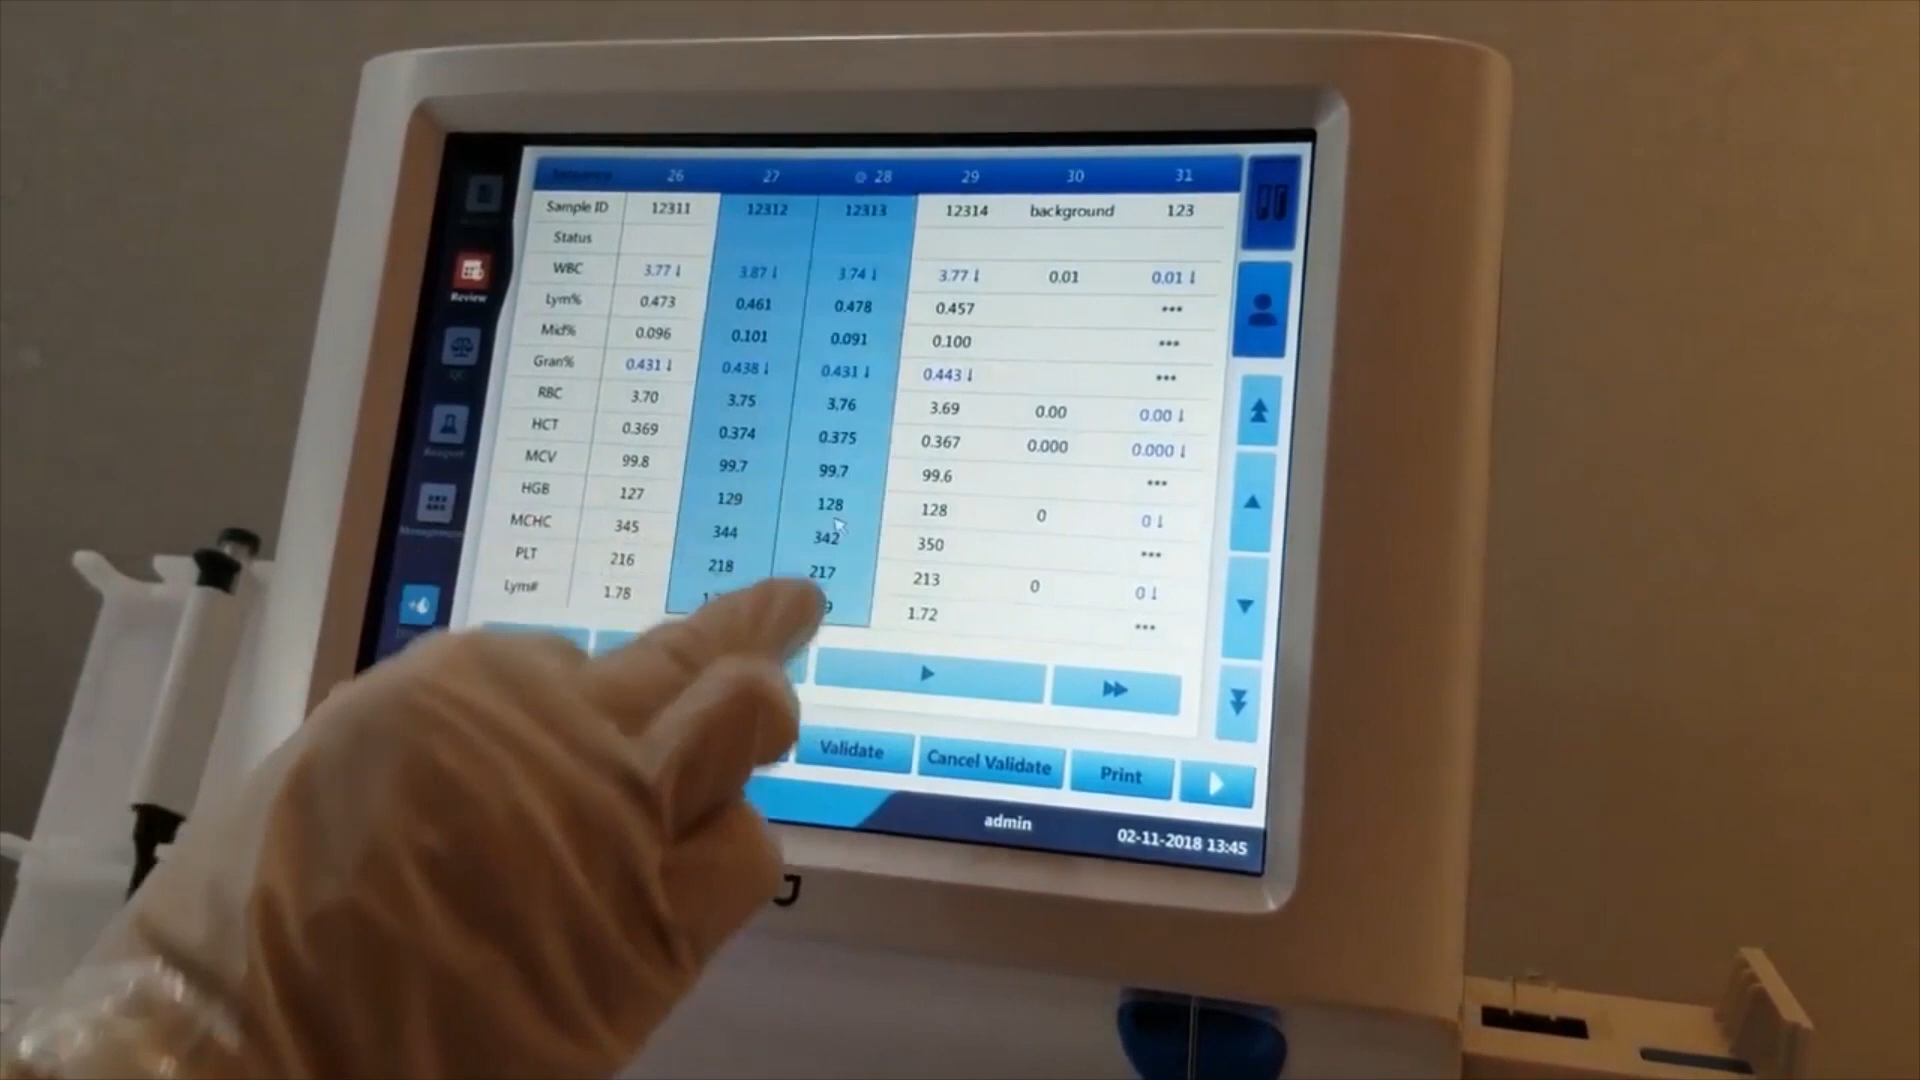 26 27 28 29 30 31
Sample ID 12311 12312 12313 12314 background 123
Status
WBC 3.77↓ 3.87↓ 3.74↓ 3.77↓ 0.01 0.01↓
Lym% 0.473 0.461 0.478 0.457 ***
Mid% 0.096 0.101 0.091 0.100 ***
Gran% 0.431↓ 0.438↓ 0.431↓ 0.443↓ ***
RBC 3.70 3.75 3.76 3.69 0.00 0.00↓
HCT 0.369 0.374 0.375 0.367 0.000 0.000↓
MCV 99.8 99.7 99.7 99.6 ***
HGB 127 129 128 128 0 0↓
MCHC 345 344 342 350 ***
PLT 216 218 217 213 0 0↓
Lym# 1.78 1.72 ***
Review
Validate Cancel Validate Print
admin 02-11-2018 13:45